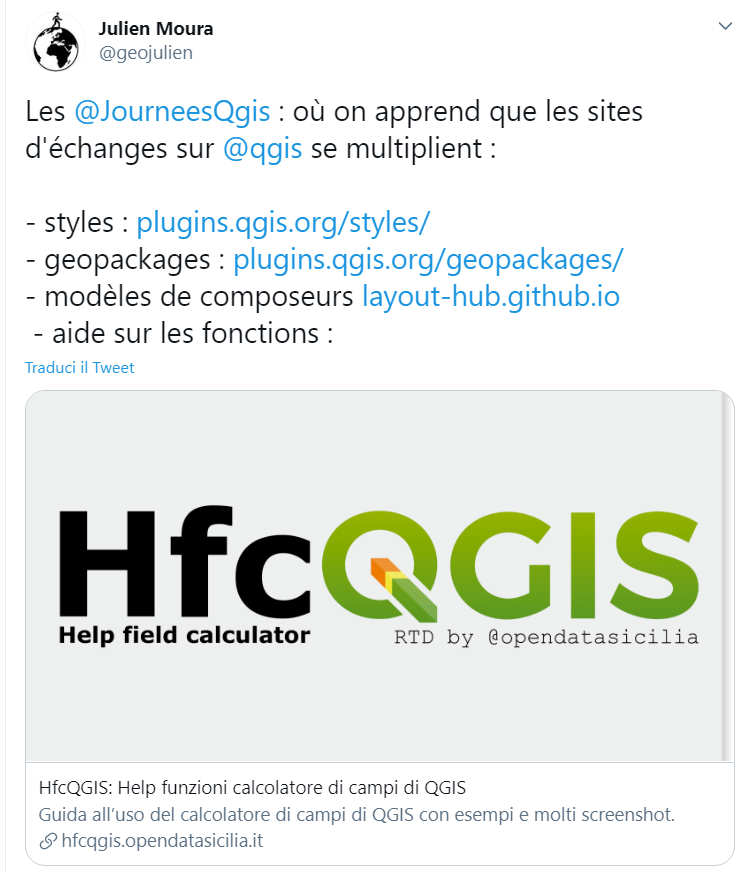 Julien Moura
@geojulien
Les @JourneesQgis : où on apprend que les sites
d'échanges sur @qgis se multiplient :
- styles : plugins.qgis.org/styles/
- geopackages : plugins.qgis.org/geopackages/
- modèles de composeurs layout-hub.github.io
- aide sur les fonctions :
Traduci il Tweet
HfcQGIS
Help field calculator
RTD by @opendatasicilia
HfcQGIS: Help funzioni calcolatore di campi di QGIS
Guida all’uso del calcolatore di campi di QGIS con esempi e molti screenshot.
hfcqgis.opendatasicilia.it